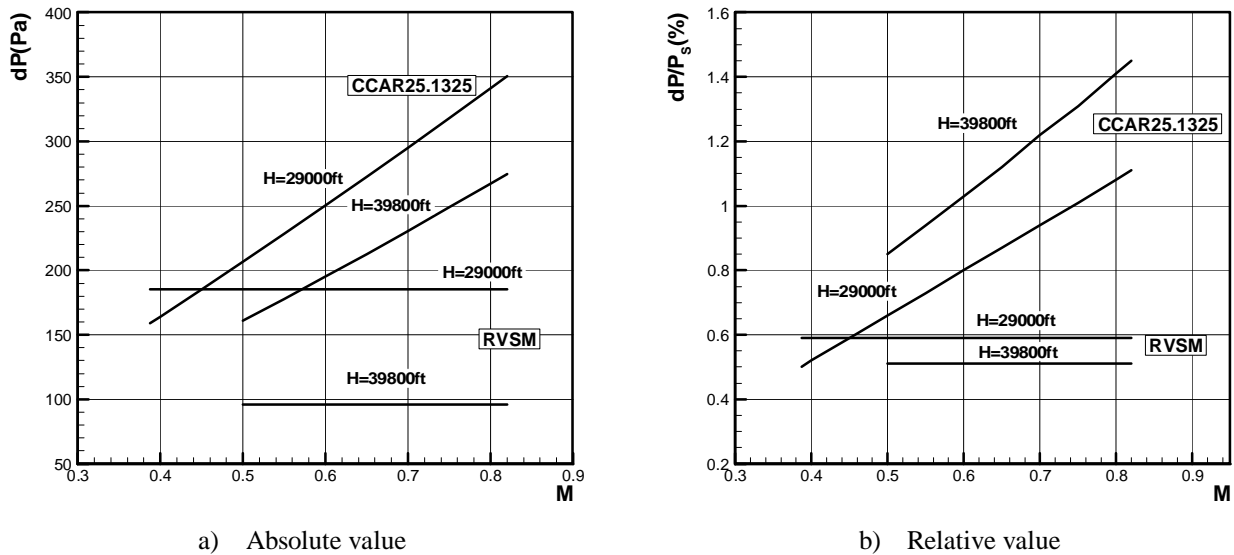 dP(Pa)
400
350
300
250
200
150
100
50
0.3 0.4 0.5 0.6 0.7 0.8 0.9
M
CCAR25.1325
H=29000ft
H=39800ft
H=29000ft
RVSM
H=39800ft
a) Absolute value
dP/PS(%)
1.6
1.4
1.2
1
0.8
0.6
0.4
0.2
0.3 0.4 0.5 0.6 0.7 0.8 0.9
M
H=39800ft
CCAR25.1325
H=29000ft
H=29000ft
RVSM
H=39800ft
b) Relative value